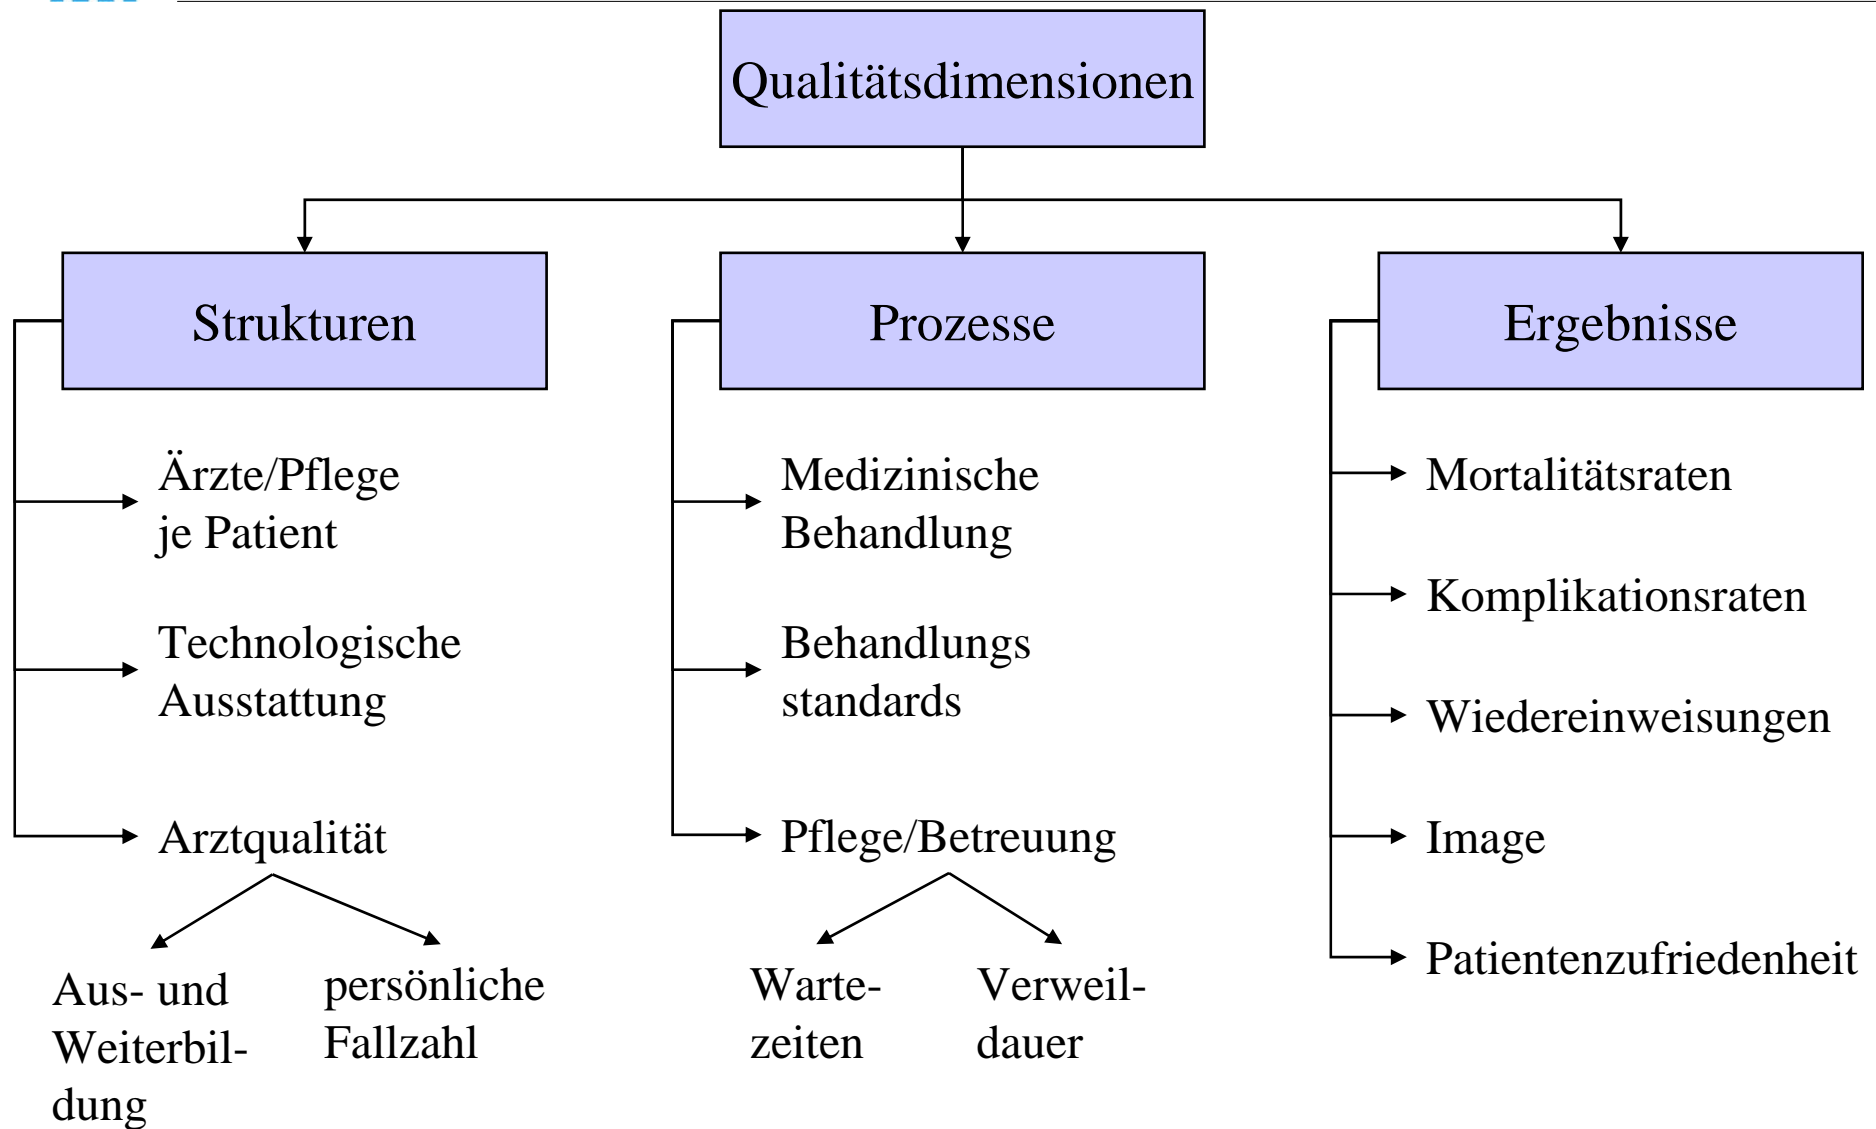 Qualitätsdimensionen
Strukturen
Prozesse
Ergebnisse
Ärzte/Pflege
je Patient
Technologische
Ausstattung
Arztqualität
Aus- und
Weiterbil-
dung
persönliche
Fallzahl
Medizinische
Behandlung
Behandlungs
standards
Pflege/Betreuung
Warte-
zeiten
Verweil-
dauer
Mortalitätsraten
Komplikationsraten
Wiedereinweisungen
Image
Patientenzufriedenheit